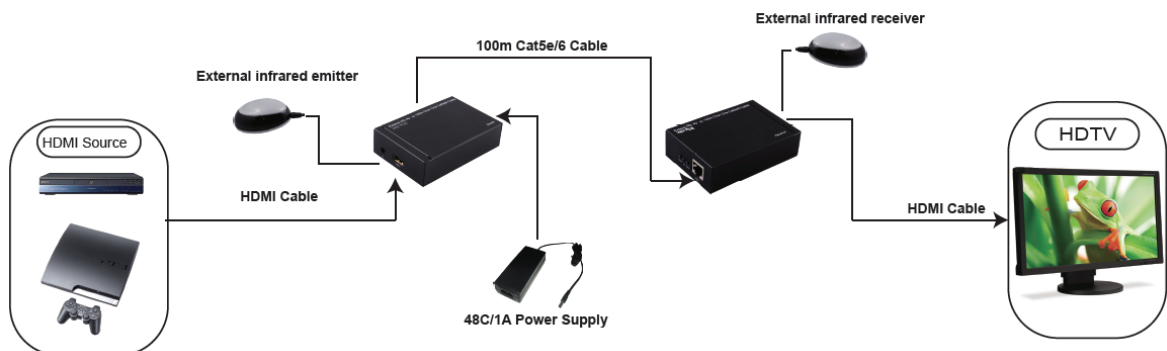 External infrared receiver
100m Cat5e/6 Cable
External infrared emitter
HDMI Source
HDTV
HDMI Cable
HDMI Cable
48C/1A Power Supply